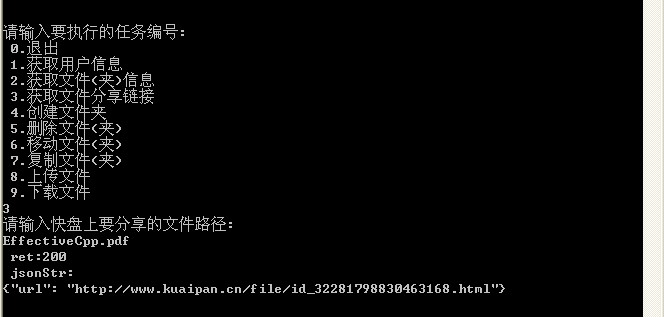 请输入要执行的任务编号:
0.退出
1.获取用户信息
2.获取文件(夹)信息
3.获取文件分享链接
4.创建文件夹
5.删除文件(夹)
6.移动文件(夹)
7.复制文件(夹)
8.上传文件
9.下载文件
3
请输入快盘上要分享的文件路径:
EffectiveCpp.pdf
ret:200
jsonStr:
{"url": "http://www.kuaipan.cn/file/id_32281798830463168.html"}